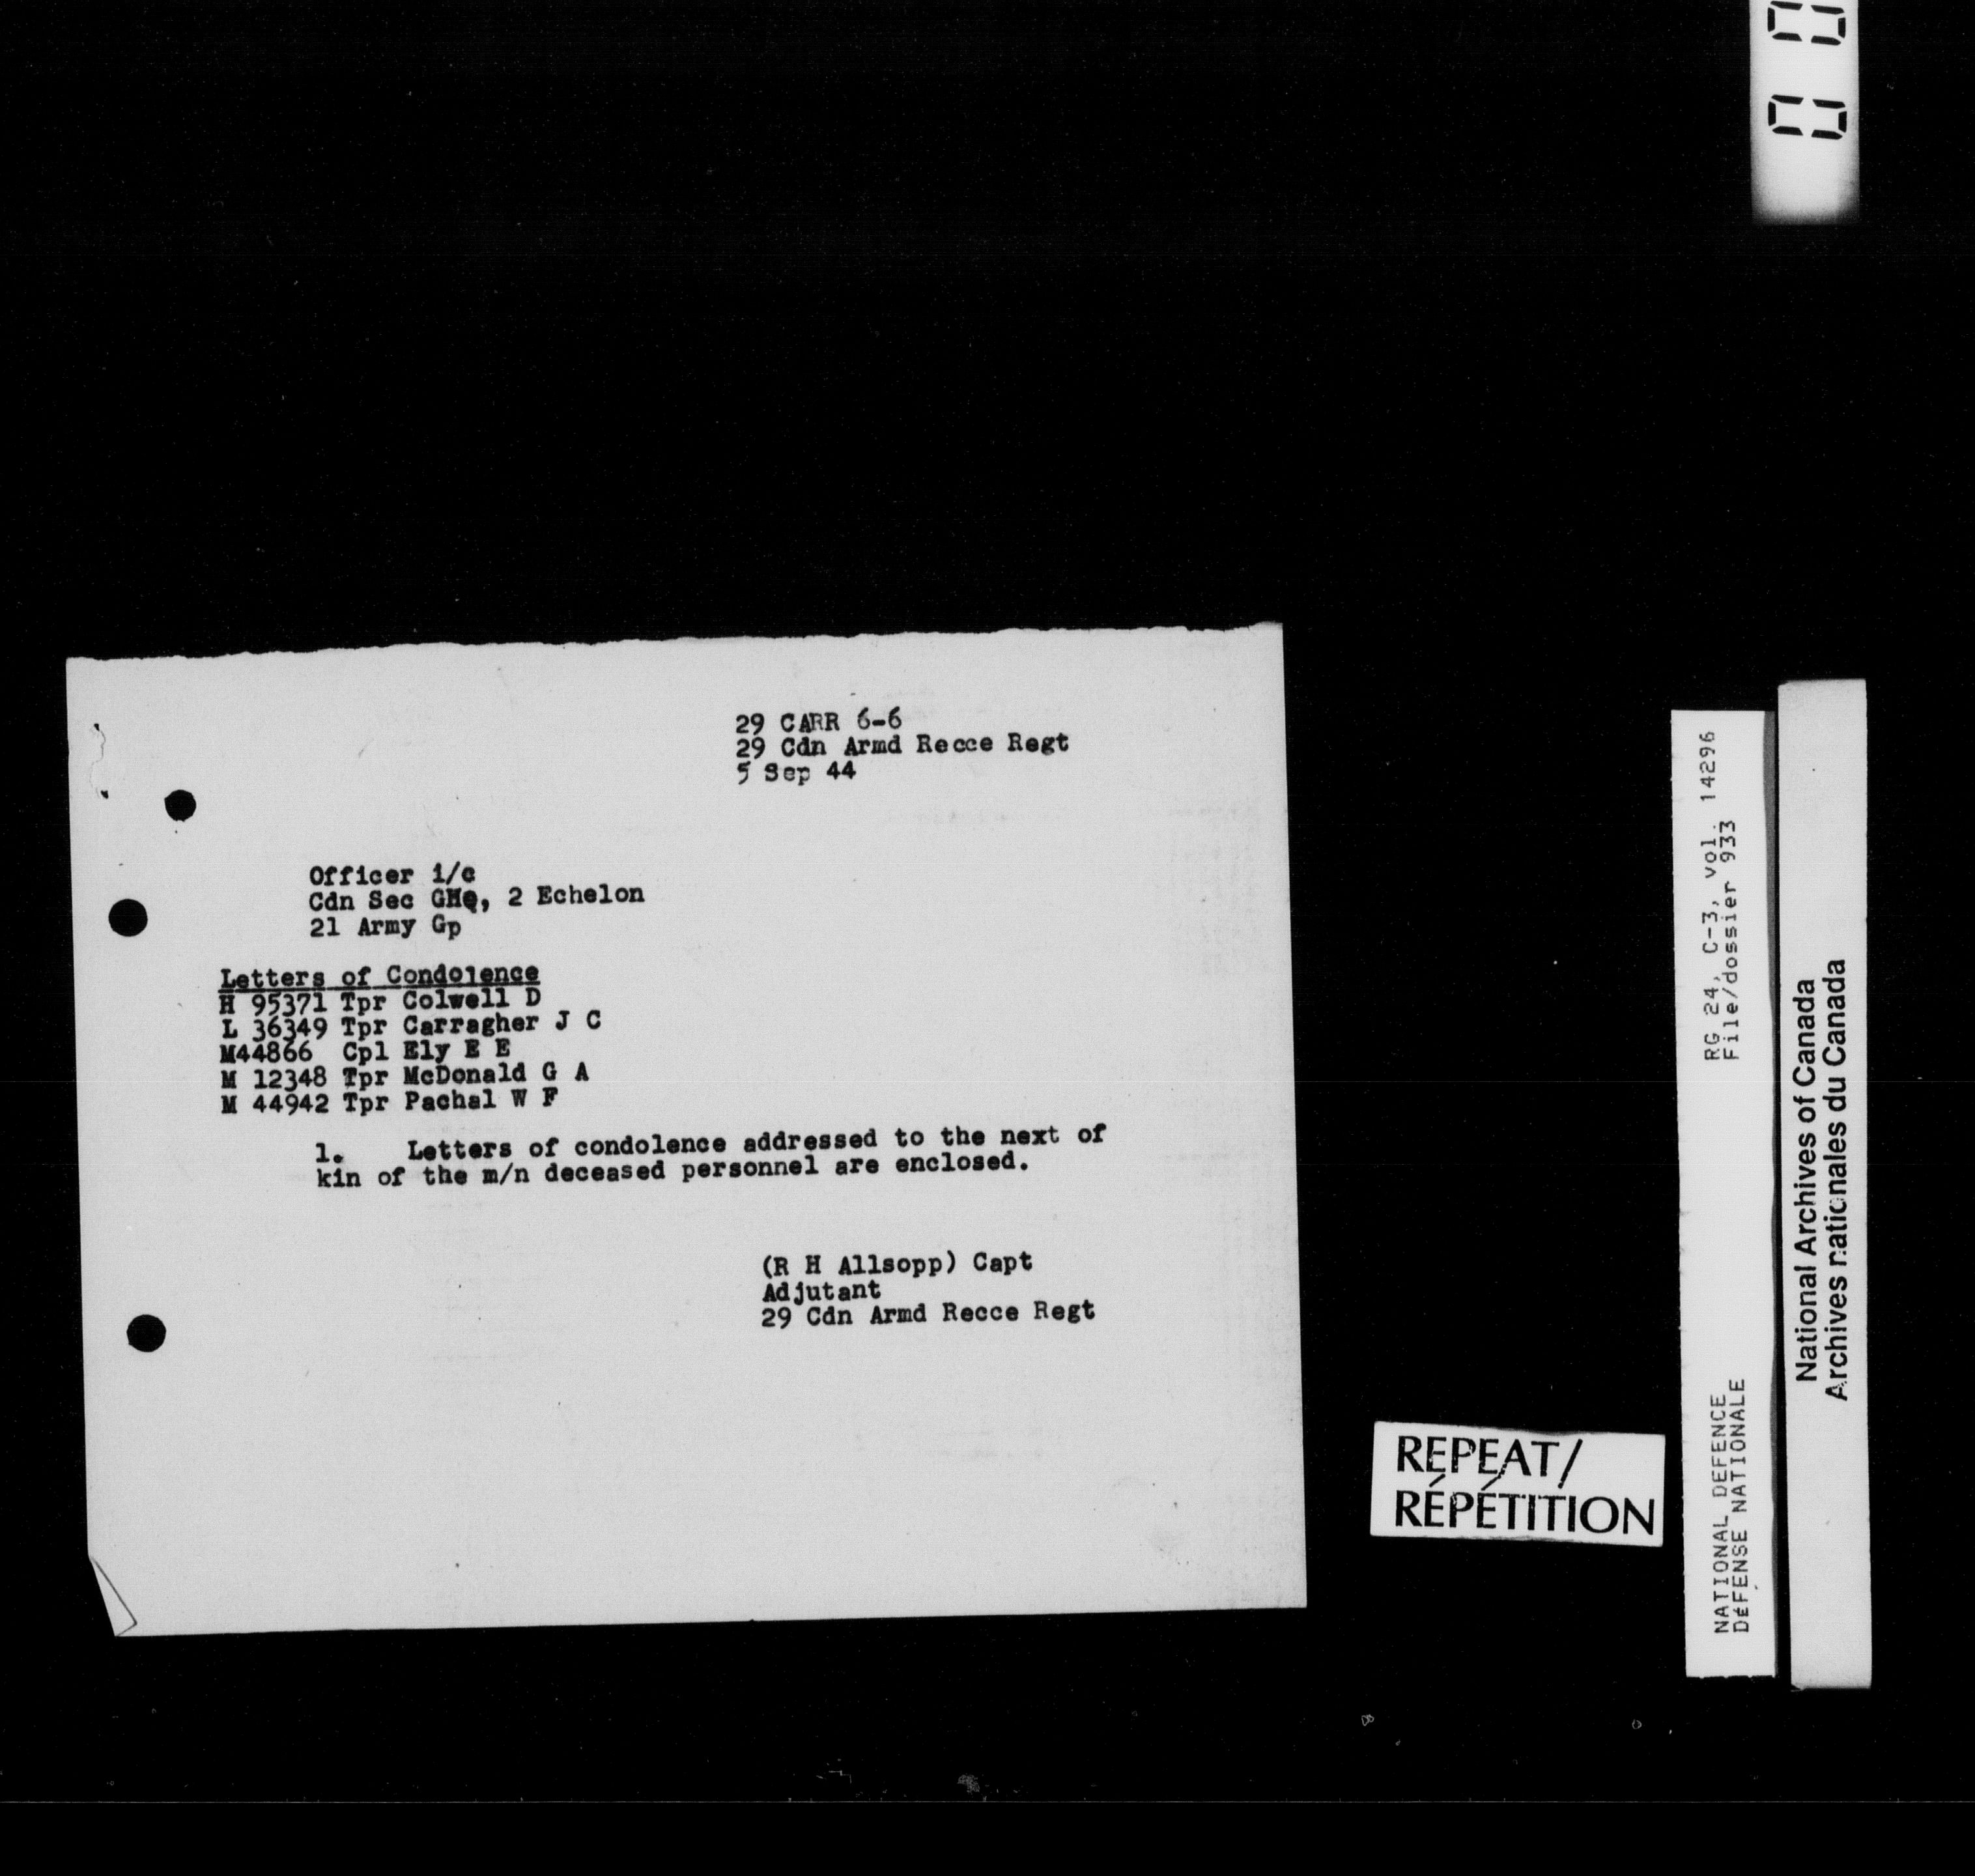 29 CARR 6-6
29 Cdn Armd Recce Regt
5 Sep 44
Officer i/c
Cdn Sec GHQ, 2 Echelon
21 Army Gp
Letters of Condolence
H 95371 Tpr Colwell D
L 36349 Tpr Carragher J C
M44866 Cpl Ely E E
M 12348 Tpr McDonald G A
M 44942 Tpr Pachal W F
1. Letters of condolence addressed to the next of
kin of the m/n deceased personnel are enclosed.
(R H Allsopp) Capt
Adjutant
29 Cdn Armd Recce Regt
REPEAT/
RÉPÉTITION
NATIONAL DEFENCE RG 24, C-3, vol. 14296
DÉFENSE NATIONALE File/dossier 933
National Archives of Canada
Archives nationales du Canada